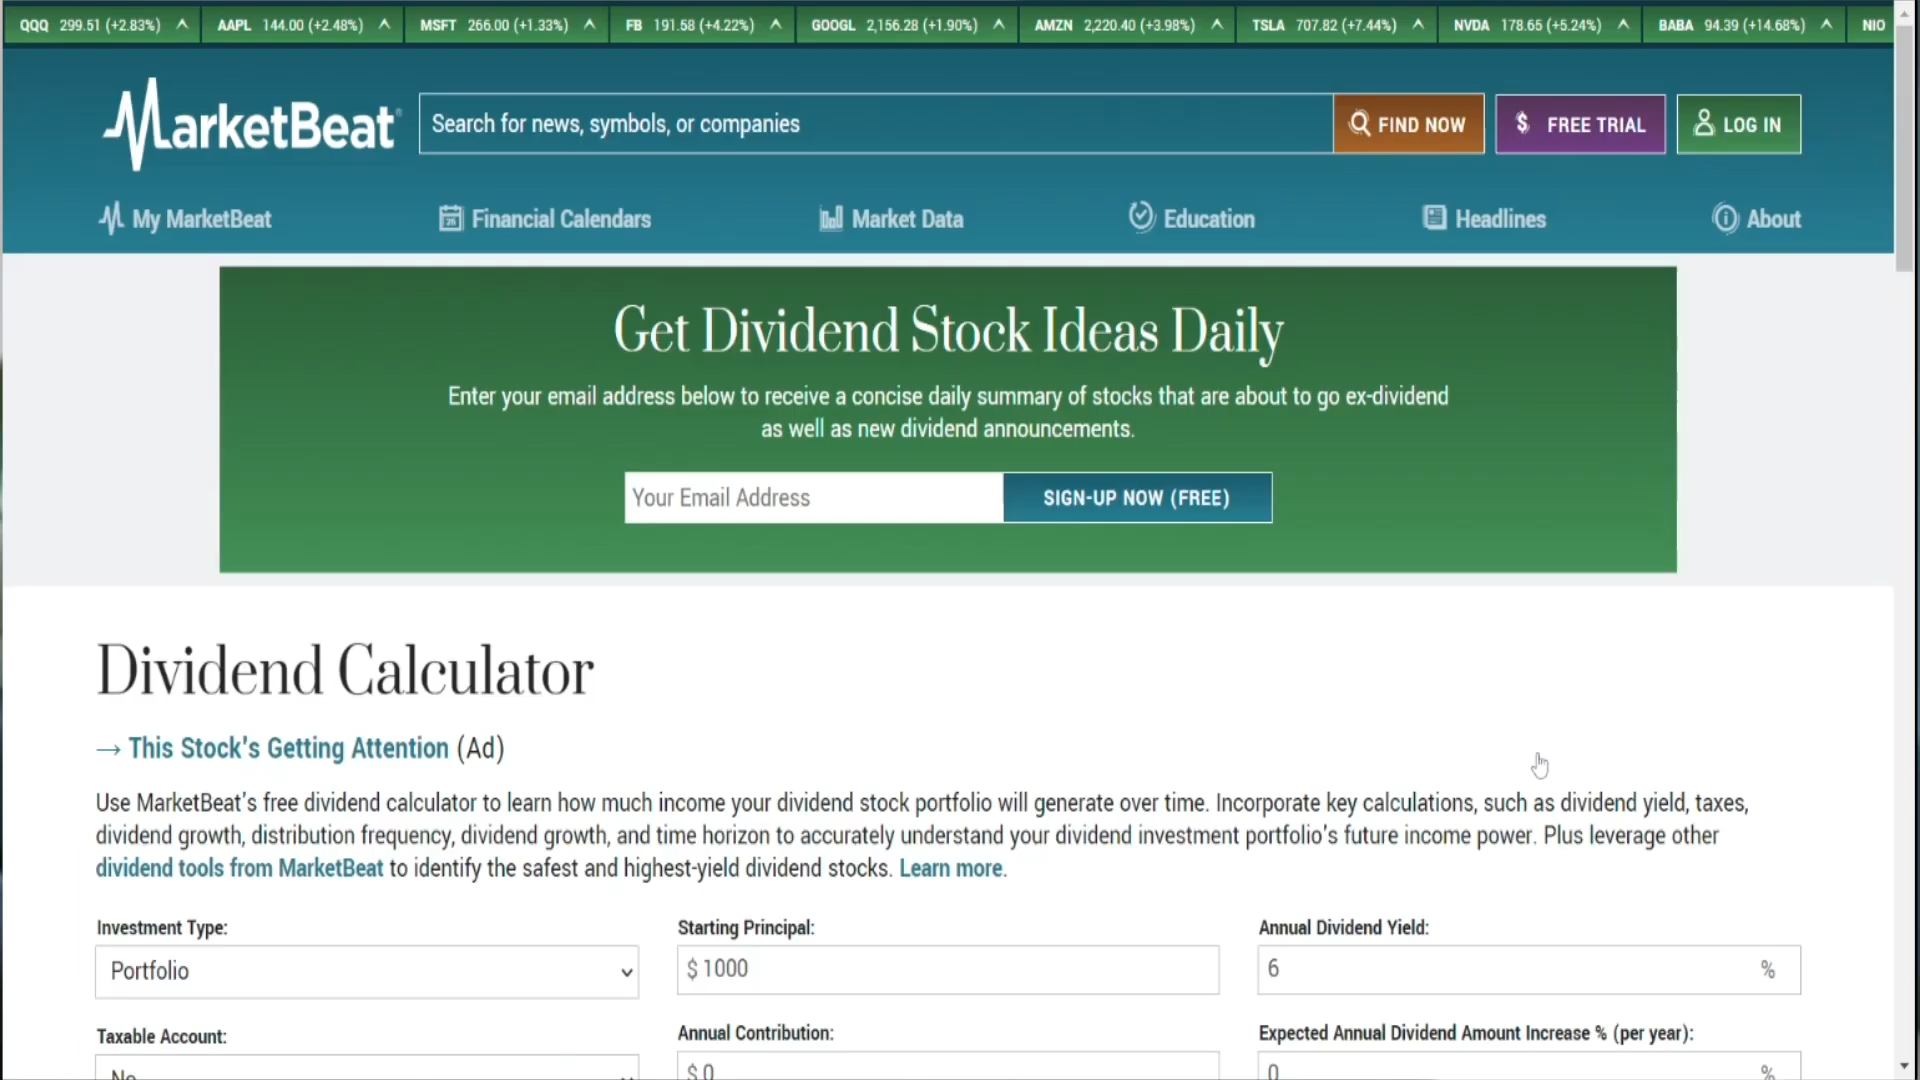 QQQ 299.51 (+2.83%) AAPL 144.00 (+2.48%) MSFT 266.00 (+1.33%) FB 191.58 (+4.22%) GOOGL 2,156.28 (+1.90%) AMZN 2,220.40 (+3.98%) TSLA 707.82 (+7.44%) NVDA 178.65 (+5.24%) BABA 94.39 (+14.68%) NIO
MarketBeat® Search for news, symbols, or companies FIND NOW $ FREE TRIAL LOG IN
My MarketBeat Financial Calendars Market Data Education Headlines About
Get Dividend Stock Ideas Daily
Enter your email address below to receive a concise daily summary of stocks that are about to go ex-dividend
as well as new dividend announcements.
Your Email Address SIGN-UP NOW (FREE)
Dividend Calculator
→ This Stock's Getting Attention (Ad)
Use MarketBeat's free dividend calculator to learn how much income your dividend stock portfolio will generate over time. Incorporate key calculations, such as dividend yield, taxes,
dividend growth, distribution frequency, dividend growth, and time horizon to accurately understand your dividend investment portfolio's future income power. Plus leverage other
dividend tools from MarketBeat to identify the safest and highest-yield dividend stocks. Learn more.
Investment Type: Starting Principal: Annual Dividend Yield:
Portfolio $ 1000 6 %
Taxable Account: Annual Contribution: Expected Annual Dividend Amount Increase % (per year):
No $ 0 0 %